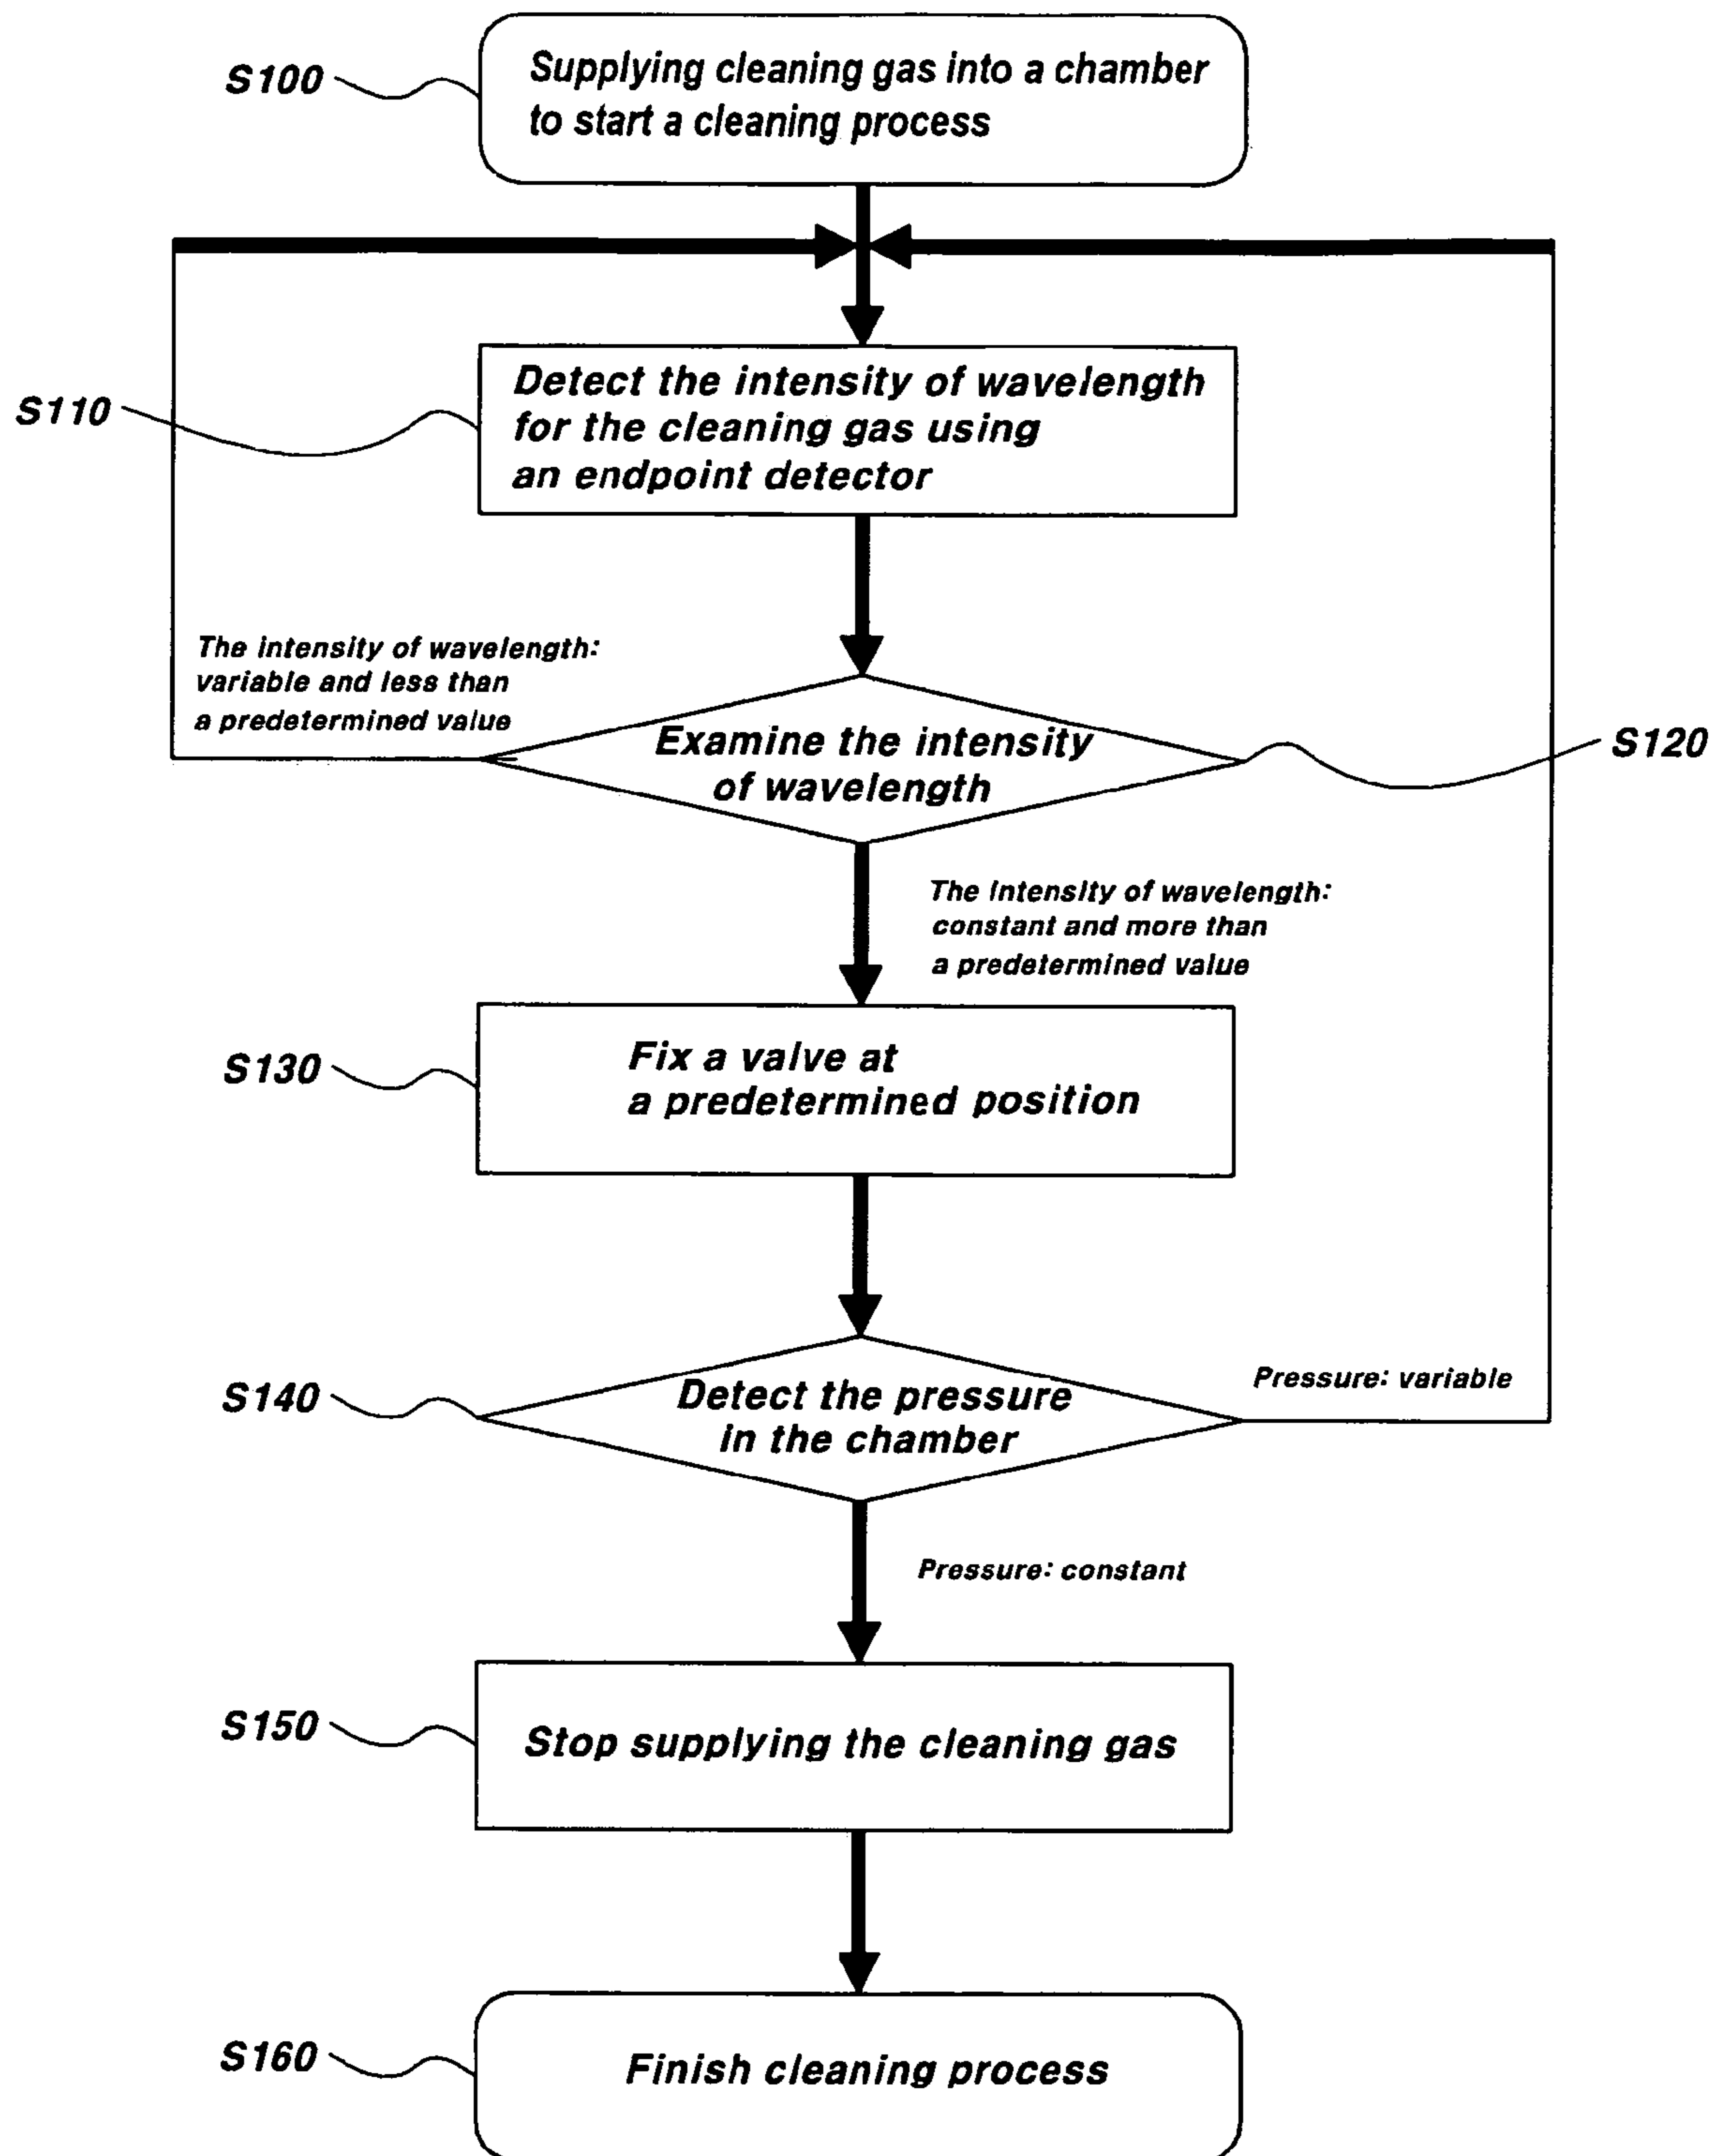 S100
Supplying cleaning gas into a chamber
to start a cleaning process
S110
Detect the intensity of wavelength
for the cleaning gas using
an endpoint detector
The intensity of wavelength:
variable and less than
a predetermined value
Examine the intensity
of wavelength
S120
The intensity of wavelength:
constant and more than
a predetermined value
S130
Fix a valve at
a predetermined position
S140
Detect the pressure
in the chamber
Pressure: variable
Pressure: constant
S150
Stop supplying the cleaning gas
S160
Finish cleaning process